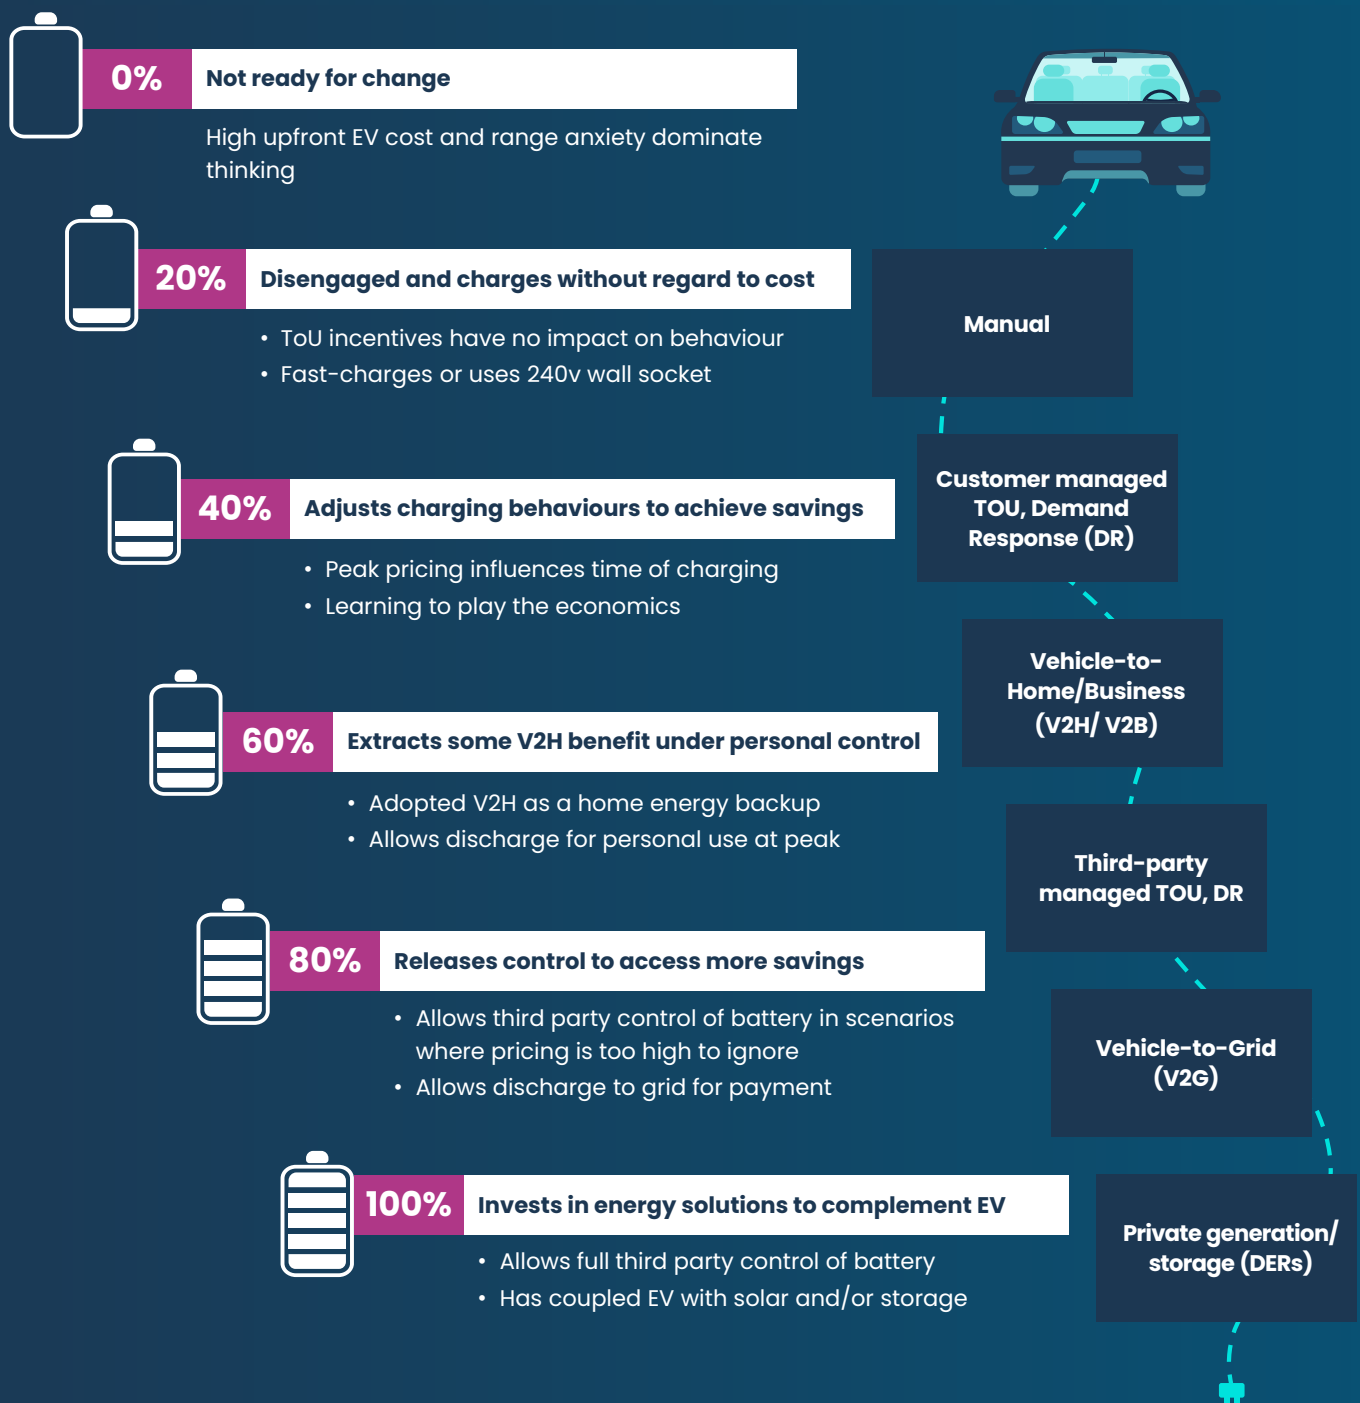 0%
Not ready for change
High upfront EV cost and range anxiety dominate
thinking
20%
Disengaged and charges without regard to cost
• ToU incentives have no impact on behaviour
• Fast-charges or uses 240v wall socket
Manual
40%
Adjusts charging behaviours to achieve savings
• Peak pricing influences time of charging
• Learning to play the economics
Customer managed
TOU, Demand
Response (DR)
60%
Extracts some V2H benefit under personal control
• Adopted V2H as a home energy backup
• Allows discharge for personal use at peak
Vehicle-to-
Home/Business
(V2H/ V2B)
Third-party
managed TOU, DR
80%
Releases control to access more savings
• Allows third party control of battery in scenarios
where pricing is too high to ignore
• Allows discharge to grid for payment
Vehicle-to-Grid
(V2G)
100%
Invests in energy solutions to complement EV
• Allows full third party control of battery
• Has coupled EV with solar and/or storage
Private generation/
storage (DERs)